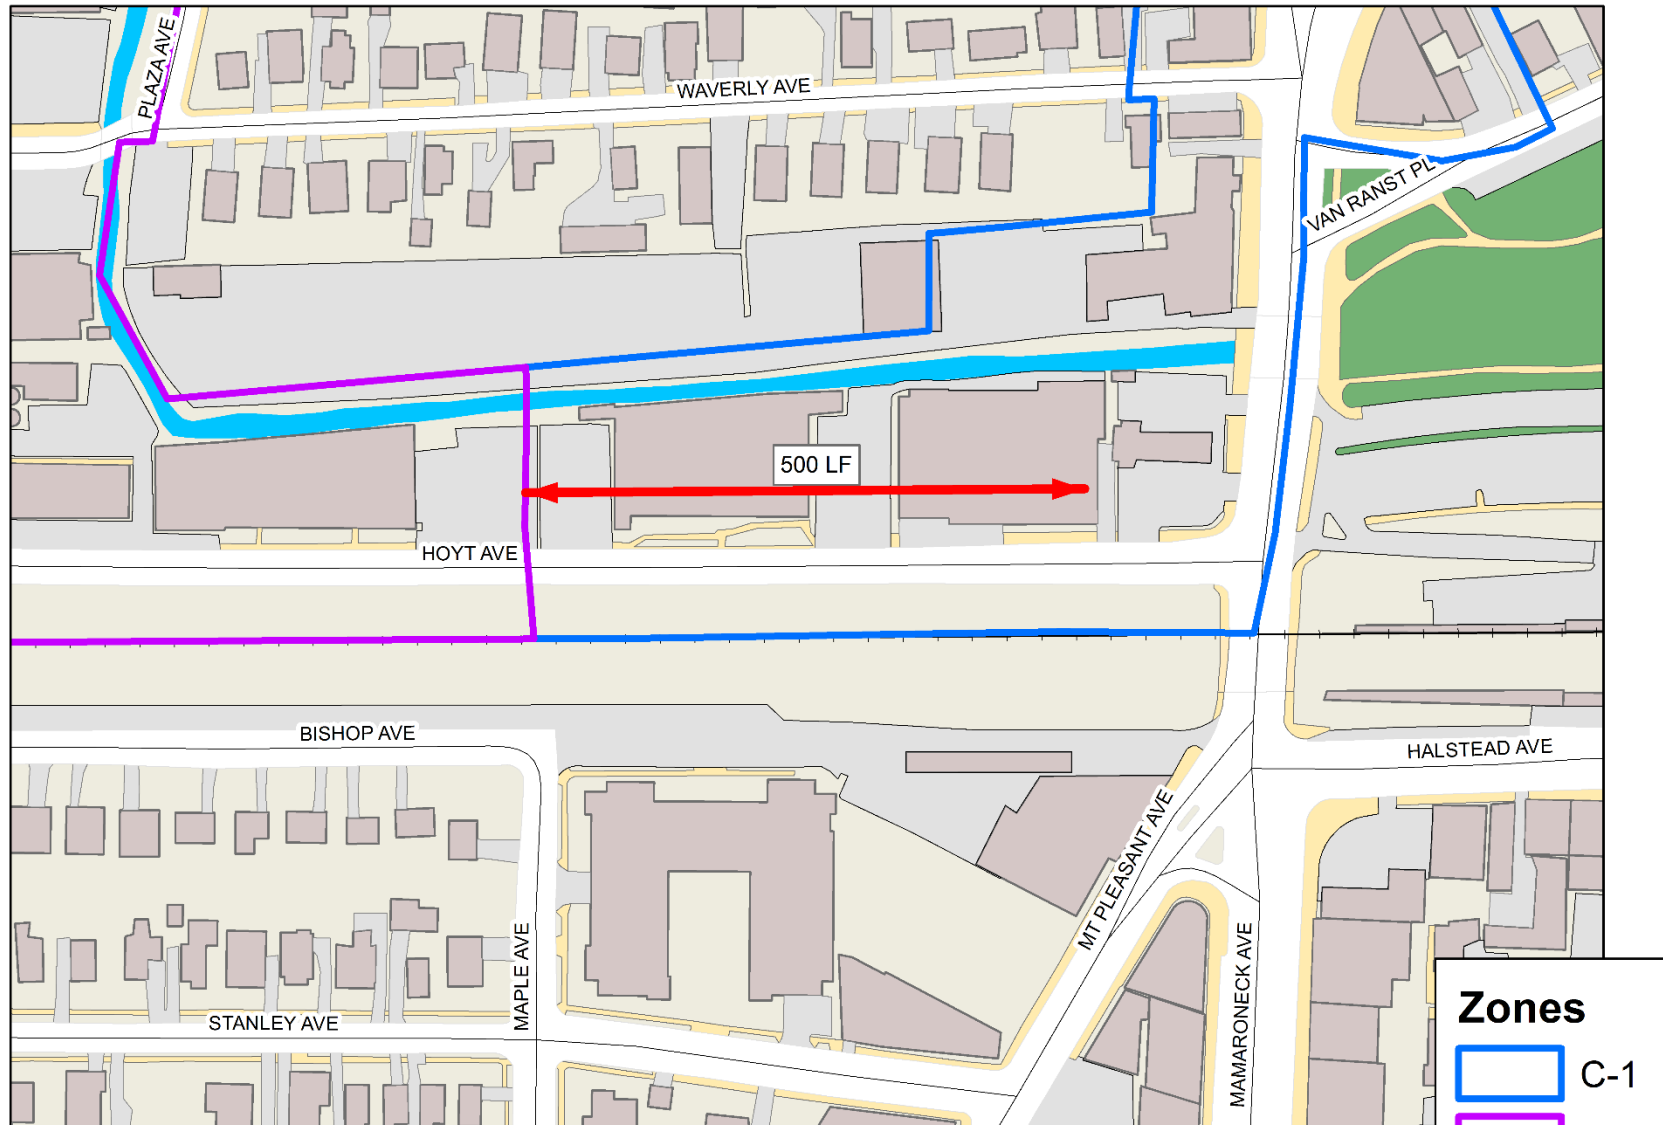 PLAZA AVE
WAVERLY AVE
VAN RANST PL
500 LF
HOYT AVE
BISHOP AVE
HALSTEAD AVE
MT PLEASANT AVE
MAPLE AVE
MAMARONECK AVE
STANLEY AVE
Zones
C-1